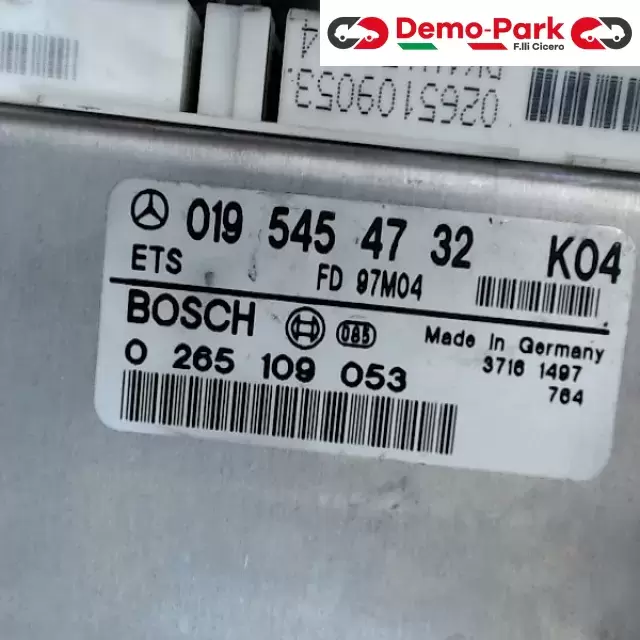 Demo-Park
F.lli Cicero
0265109053.
019 545 47 32 K04
ETS FD 97M04
BOSCH 085 Made in Germany
0 265 109 053 3716 1497
764